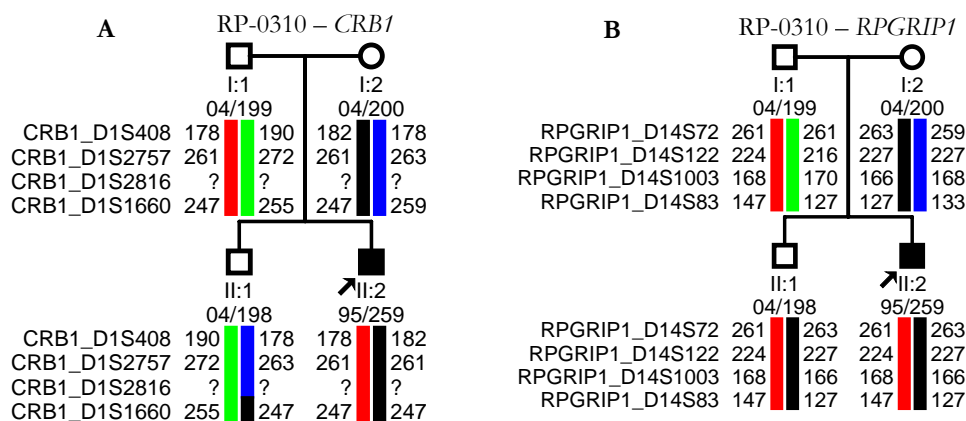 A RP-0310 – CRB1
I:1 I:2
04/199 04/200
CRB1_D1S408 178 190 182 178
CRB1_D1S2757 261 272 261 263
CRB1_D1S2816 ? ? ? ?
CRB1_D1S1660 247 255 247 259
II:1 II:2
04/198 95/259
CRB1_D1S408 190 178 178 182
CRB1_D1S2757 272 263 261 261
CRB1_D1S2816 ? ? ? ?
CRB1_D1S1660 255 247 247 247
B RP-0310 – RPGRIP1
I:1 I:2
04/199 04/200
RPGRIP1_D14S72 261 261 263 259
RPGRIP1_D14S122 224 216 227 227
RPGRIP1_D14S1003 168 170 166 168
RPGRIP1_D14S83 147 127 127 133
II:1 II:2
04/198 95/259
RPGRIP1_D14S72 261 263 261 263
RPGRIP1_D14S122 224 227 224 227
RPGRIP1_D14S1003 168 166 168 166
RPGRIP1_D14S83 147 127 147 127